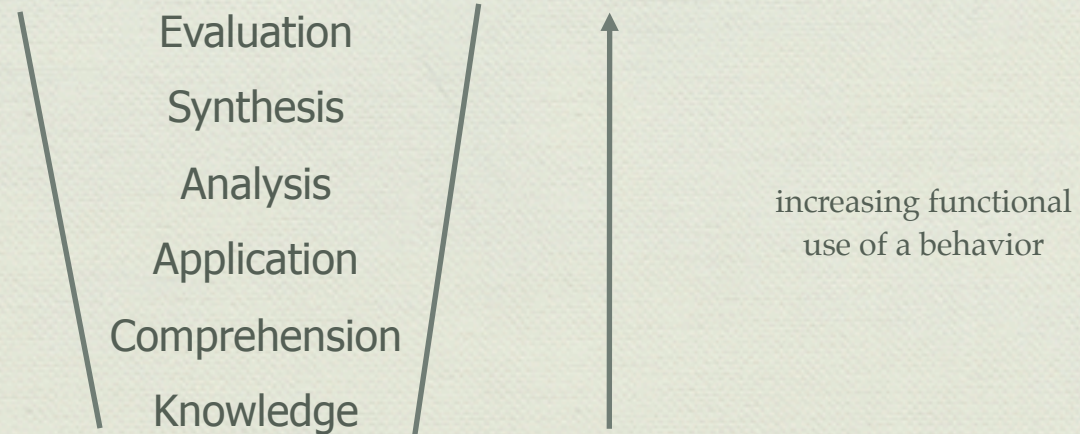 Evaluation
Synthesis
Analysis
Application
Comprehension
Knowledge
increasing functional
use of a behavior